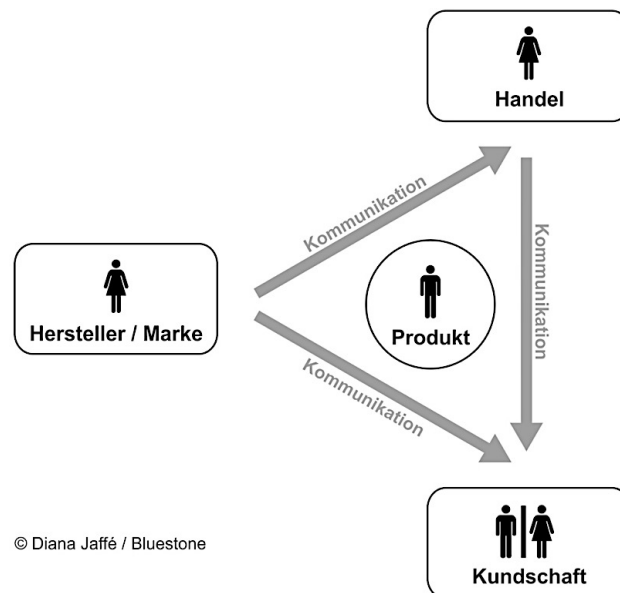 Handel
Kommunikation
Kommunikation
Hersteller / Marke
Produkt
Kommunikation
© Diana Jaffé / Bluestone
Kundschaft